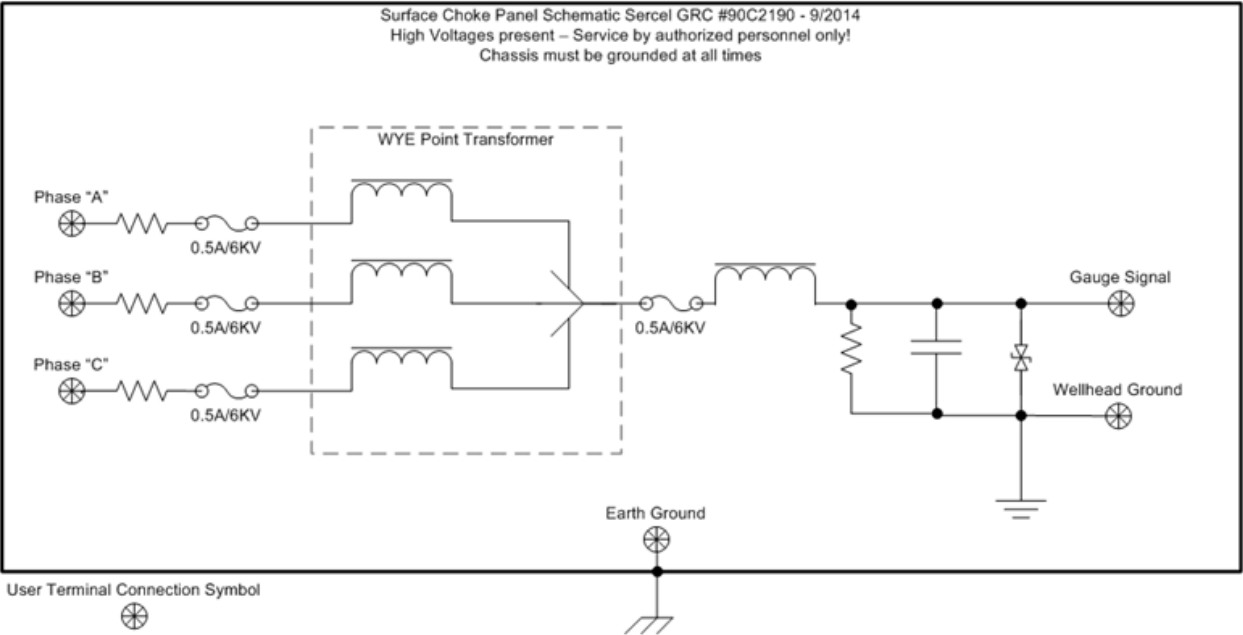 Surface Choke Panel Schematic Sercel GRC #90C2190 - 9/2014
High Voltages present – Service by authorized personnel only!
Chassis must be grounded at all times
WYE Point Transformer
Phase “A”
0.5A/6KV
Phase “B”
0.5A/6KV
Phase “C”
0.5A/6KV
0.5A/6KV
Gauge Signal
Wellhead Ground
Earth Ground
User Terminal Connection Symbol